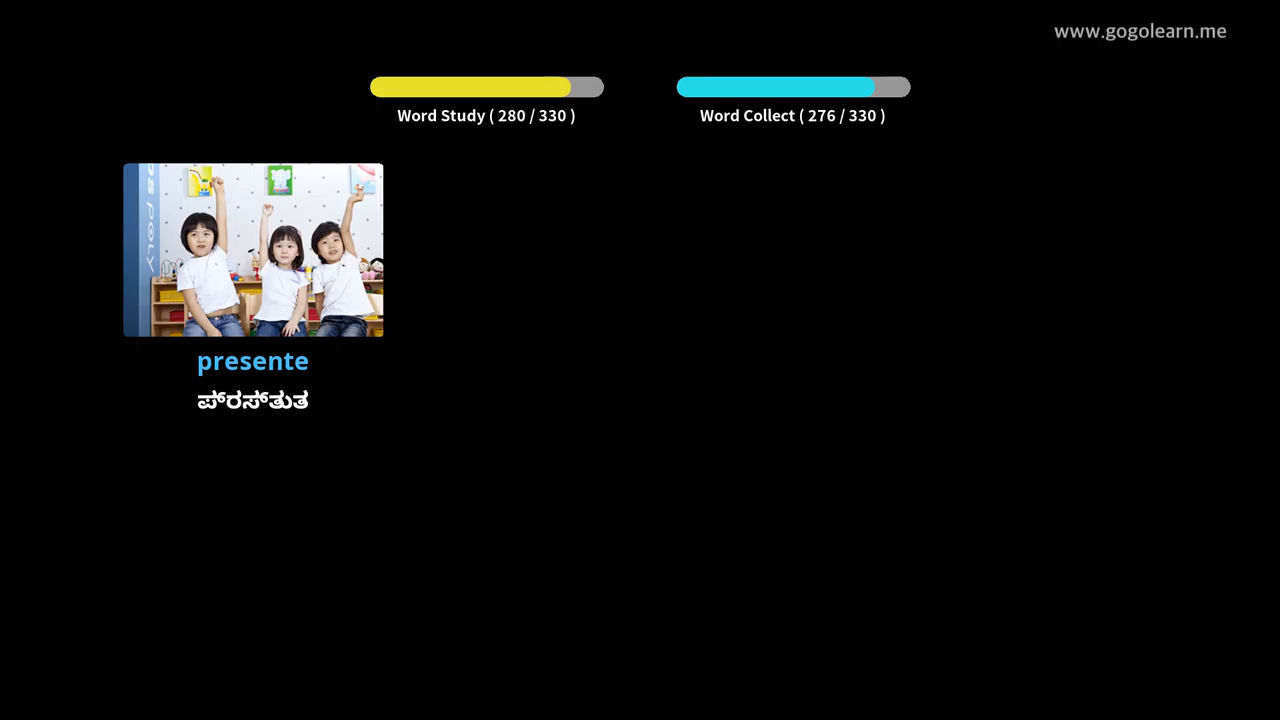 www.gogolearn.me
Word Study ( 280 / 330 )
Word Collect ( 276 / 330 )
presente
ಪ್‌ರಸ್‌ತುತ